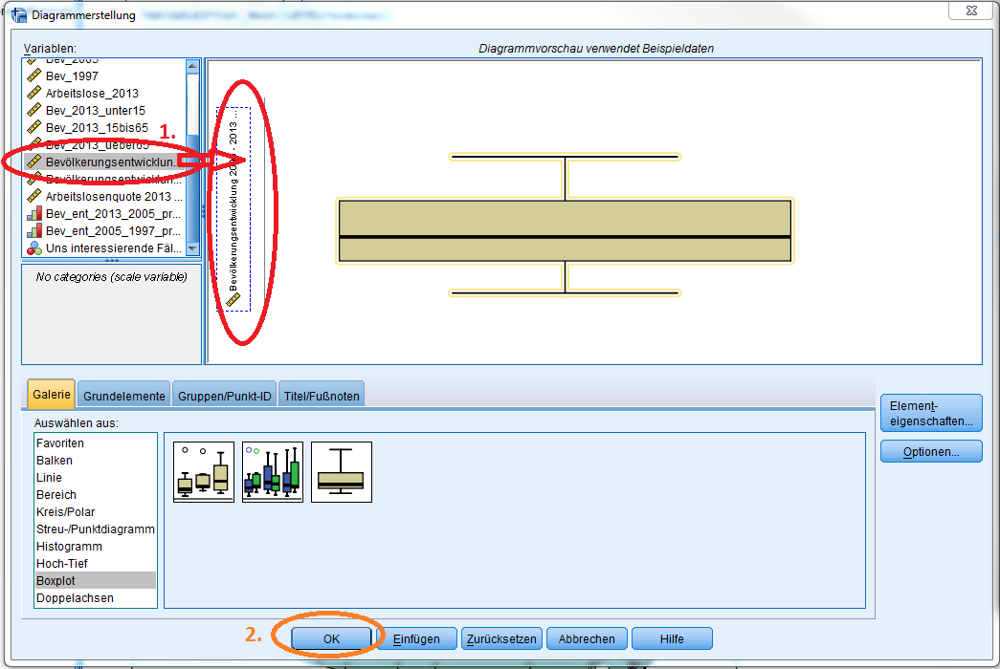 Diagrammerstellung
Variablen:
Diagrammvorschau verwendet Beispieldaten
Bev_2005
Bev_1997
Arbeitslose_2013
Bev_2013_unter15
Bev_2013_15bis65
1.
Bev_2013_ueber65
Bevölkerungsentwicklun...
Bevölkerungsentwicklun...
Arbeitslosenquote 2013 ...
Bev_ent_2013_2005_pr...
Bev_ent_2005_1997_pr...
Uns interessierende Fäl...
Bevölkerungsentwicklung - 2013 ...
No categories (scale variable)
Galerie
Grundelemente
Gruppen/Punkt-ID
Titel/Fußnoten
Auswählen aus:
Favoriten
Balken
Linie
Bereich
Kreis/Polar
Streu-/Punktdiagramm
Histogramm
Hoch-Tief
Boxplot
Doppelachsen
Element-
eigenschaften...
Optionen...
2.
OK
Einfügen
Zurücksetzen
Abbrechen
Hilfe